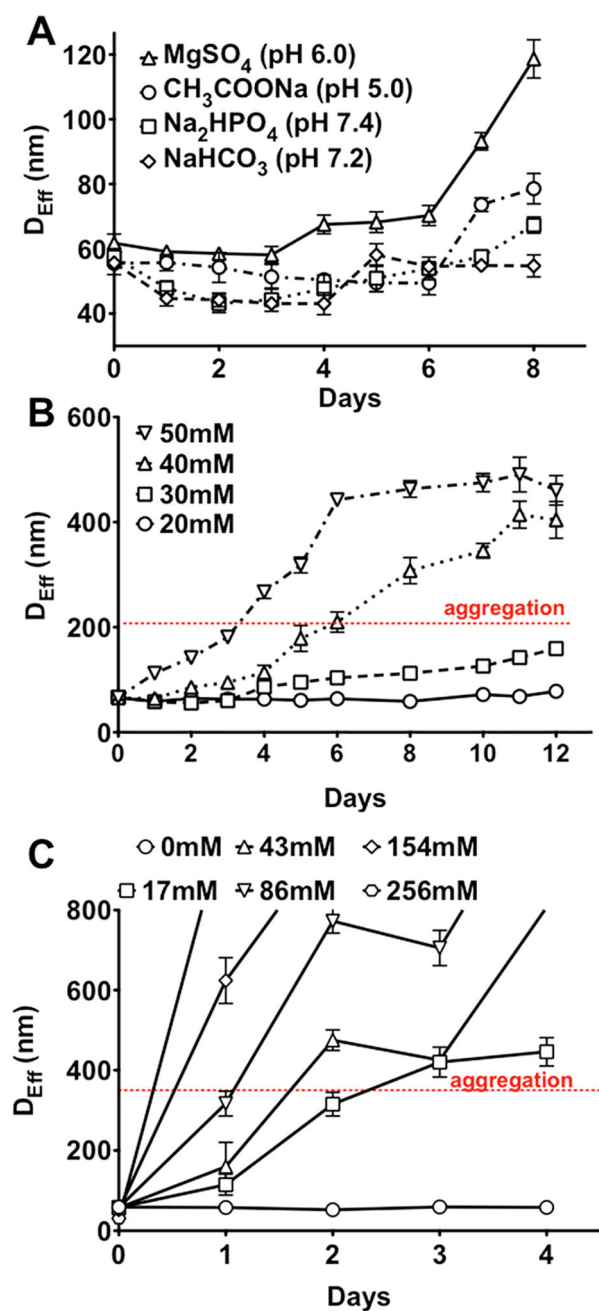 A
MgSO₄ (pH 6.0)
CH₃COONa (pH 5.0)
Na₂HPO₄ (pH 7.4)
NaHCO₃ (pH 7.2)
D_Eff (nm)
120
100
80
60
40
0 2 4 6 8
Days
B
50mM
40mM
30mM
20mM
D_Eff (nm)
600
400
200
0
aggregation
0 2 4 6 8 10 12
Days
C
0mM 43mM 154mM
17mM 86mM 256mM
D_Eff (nm)
800
600
400
200
0
aggregation
0 1 2 3 4
Days